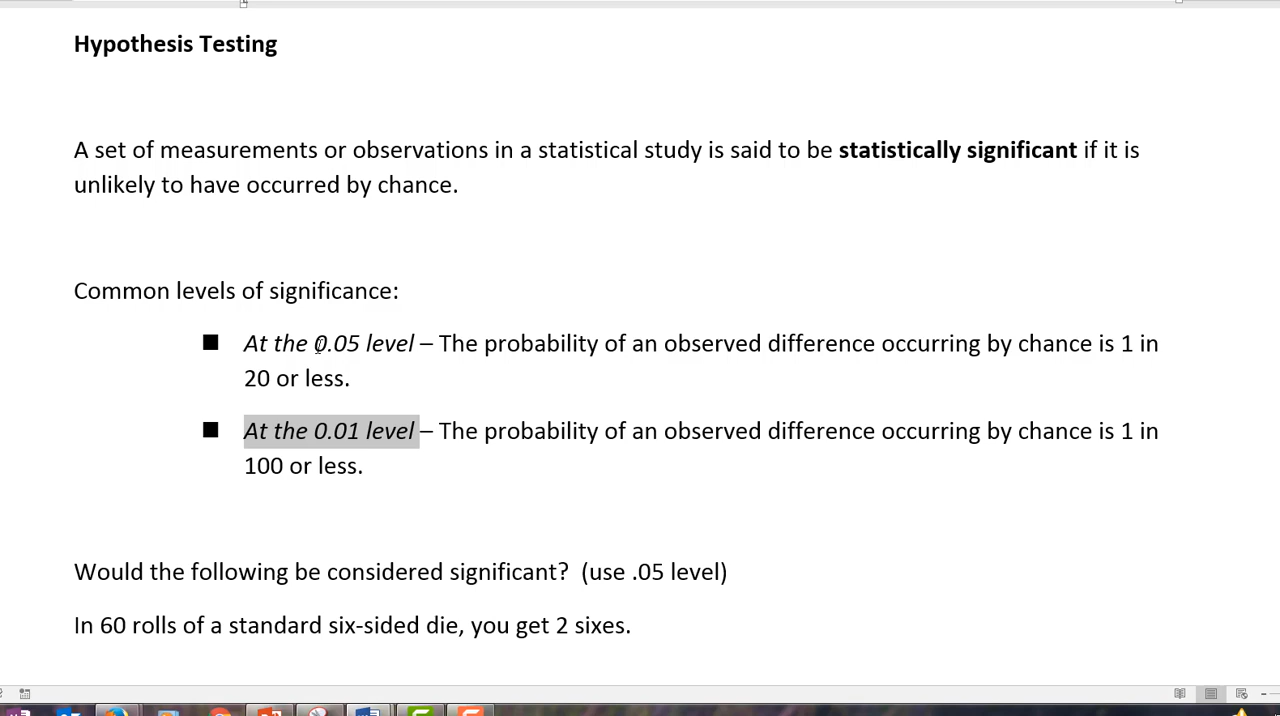 Hypothesis Testing
A set of measurements or observations in a statistical study is said to be statistically significant if it is
unlikely to have occurred by chance.
Common levels of significance:
■ At the 0.05 level – The probability of an observed difference occurring by chance is 1 in
20 or less.
■ At the 0.01 level – The probability of an observed difference occurring by chance is 1 in
100 or less.
Would the following be considered significant?  (use .05 level)
In 60 rolls of a standard six-sided die, you get 2 sixes.